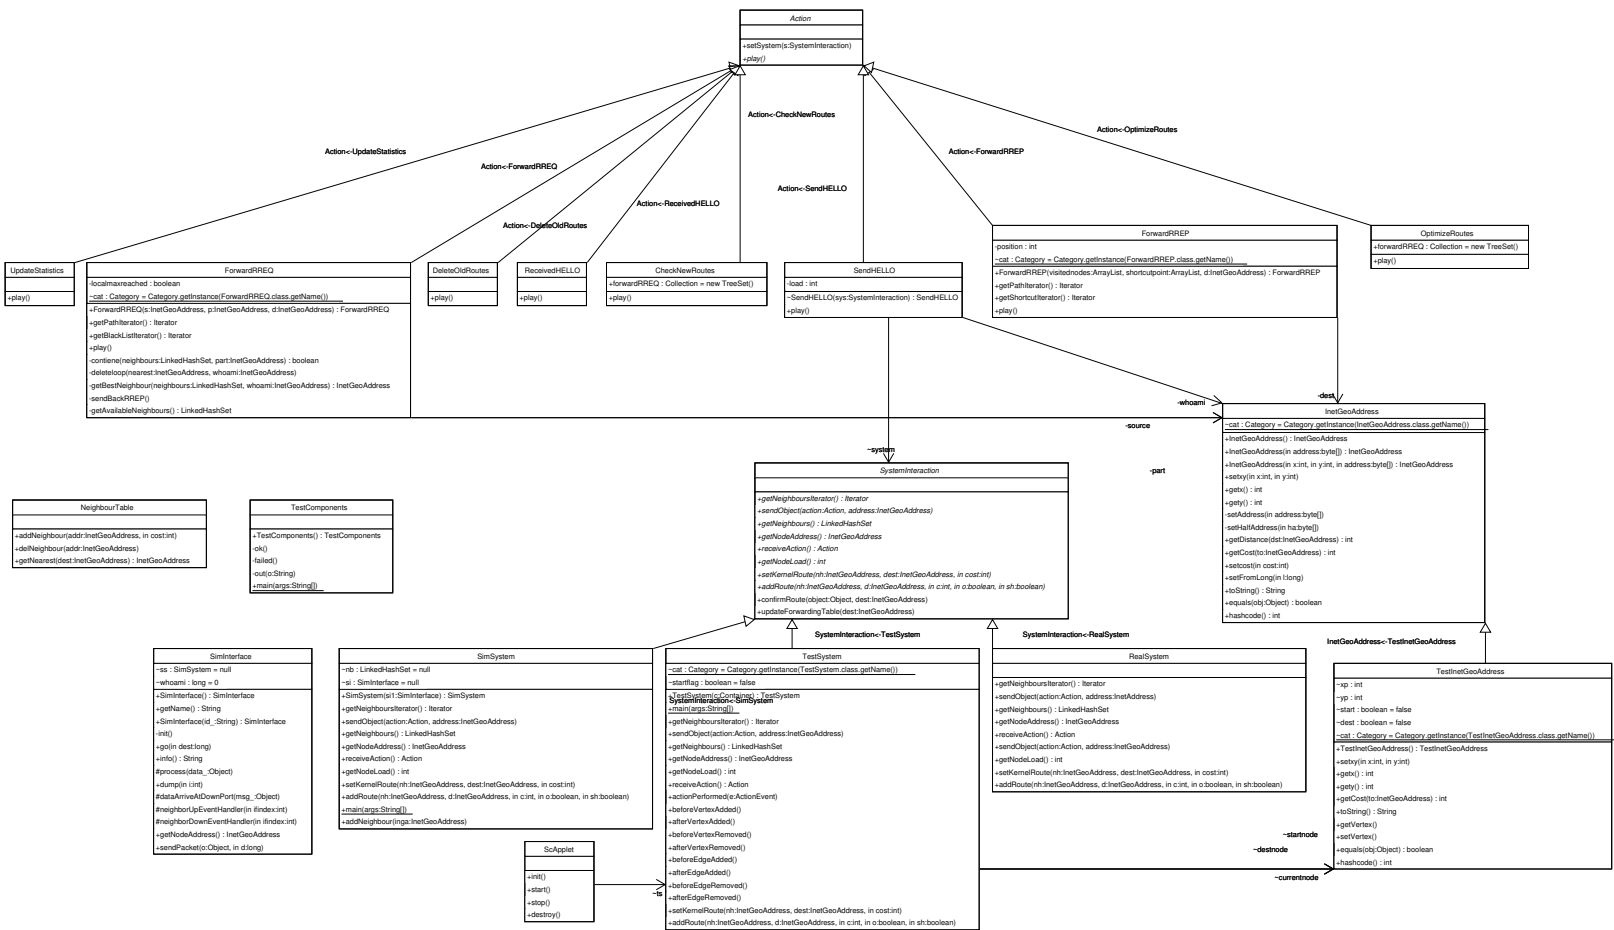 Action
+setSystem(s:SystemInteraction)
+play()
Action<-CheckNewRoutes
Action<-OptimizeRoutes
Action<-UpdateStatistics
Action<-ForwardRREP
Action<-ForwardRREQ
Action<-SendHELLO
Action<-ReceivedHELLO
Action<-DeleteOldRoutes
UpdateStatistics
+play()
ForwardRREQ
-localmaxreached : boolean
~cat : Category = Category.getInstance(ForwardRREQ.class.getName())
+ForwardRREQ(s:InetGeoAddress, p:InetGeoAddress, d:InetGeoAddress) : ForwardRREQ
+getPathIterator() : Iterator
+getBlackListIterator() : Iterator
+play()
-contiene(neighbours:LinkedHashSet, part:InetGeoAddress) : boolean
-deleteloop(nearest:InetGeoAddress, whoami:InetGeoAddress)
-getBestNeighbour(neighbours:LinkedHashSet, whoami:InetGeoAddress) : InetGeoAddress
-sendBackRREP()
-getAvailableNeighbours() : LinkedHashSet
DeleteOldRoutes
+play()
ReceivedHELLO
+play()
CheckNewRoutes
+forwardRREQ : Collection = new TreeSet()
+play()
SendHELLO
-load : int
~SendHELLO(sys:SystemInteraction) : SendHELLO
+play()
ForwardRREP
-position : int
~cat : Category = Category.getInstance(ForwardRREP.class.getName())
+ForwardRREP(visitednodes:ArrayList, shortcutpoint:ArrayList, d:InetGeoAddress) : ForwardRREP
+getPathIterator() : Iterator
+getShortcutIterator() : Iterator
+play()
OptimizeRoutes
+forwardRREQ : Collection = new TreeSet()
+play()
-whoami
-dest
-source
~system
-part
InetGeoAddress
~cat : Category = Category.getInstance(InetGeoAddress.class.getName())
+InetGeoAddress() : InetGeoAddress
+InetGeoAddress(in address:byte[]) : InetGeoAddress
+InetGeoAddress(in x:int, in y:int, in address:byte[]) : InetGeoAddress
+setxy(in x:int, in y:int)
+getx() : int
+gety() : int
-setAddress(in address:byte[])
-setHalfAddress(in ha:byte[])
+getDistance(dst:InetGeoAddress) : int
+getCost(to:InetGeoAddress) : int
+setcost(in cost:int)
+setFromLong(in l:long)
+toString() : String
+equals(obj:Object) : boolean
+hashcode() : int
SystemInteraction
+getNeighboursIterator() : Iterator
+sendObject(action:Action, address:InetGeoAddress)
+getNeighbours() : LinkedHashSet
+getNodeAddress() : InetGeoAddress
+receiveAction() : Action
+getNodeLoad() : int
+setKernelRoute(nh:InetGeoAddress, dest:InetGeoAddress, in cost:int)
+addRoute(nh:InetGeoAddress, d:InetGeoAddress, in c:int, in o:boolean, in sh:boolean)
+confirmRoute(object:Object, dest:InetGeoAddress)
+updateForwardingTable(dest:InetGeoAddress)
NeighbourTable
+addNeighbour(addr:InetGeoAddress, in cost:int)
+delNeighbour(addr:InetGeoAddress)
+getNearest(dest:InetGeoAddress) : InetGeoAddress
TestComponents
+TestComponents() : TestComponents
-ok()
-failed()
-out(o:String)
+main(args:String[])
SystemInteraction<-TestSystem
SystemInteraction<-RealSystem
InetGeoAddress<-TestInetGeoAddress
SimInterface
~ss : SimSystem = null
~whoami : long = 0
+SimInterface() : SimInterface
+getName() : String
+SimInterface(id_:String) : SimInterface
-init()
+go(in dest:long)
+info() : String
#process(data_:Object)
+dump(in i:int)
#dataArriveAtDownPort(msg_:Object)
#neighborUpEventHandler(in ifindex:int)
#neighborDownEventHandler(in ifindex:int)
+getNodeAddress() : InetGeoAddress
+sendPacket(o:Object, in d:long)
SimSystem
~nb : LinkedHashSet = null
~si : SimInterface = null
+SimSystem(si1:SimInterface) : SimSystem
+getNeighboursIterator() : Iterator
+sendObject(action:Action, address:InetGeoAddress)
+getNeighbours() : LinkedHashSet
+getNodeAddress() : InetGeoAddress
+receiveAction() : Action
+getNodeLoad() : int
+setKernelRoute(nh:InetGeoAddress, dest:InetGeoAddress, in cost:int)
+addRoute(nh:InetGeoAddress, d:InetGeoAddress, in c:int, in o:boolean, in sh:boolean)
+main(args:String[])
+addNeighbour(inga:InetGeoAddress)
TestSystem
~cat : Category = Category.getInstance(TestSystem.class.getName())
~startflag : boolean = false
+TestSystem(c:Container) : TestSystem
SystemInteraction<-SimSystem
+main(args:String[])
+getNeighboursIterator() : Iterator
+sendObject(action:Action, address:InetGeoAddress)
+getNeighbours() : LinkedHashSet
+getNodeAddress() : InetGeoAddress
+getNodeLoad() : int
+receiveAction() : Action
+actionPerformed(e:ActionEvent)
+beforeVertexAdded()
+afterVertexAdded()
+beforeVertexRemoved()
+afterVertexRemoved()
+beforeEdgeAdded()
+afterEdgeAdded()
+beforeEdgeRemoved()
+afterEdgeRemoved()
+setKernelRoute(nh:InetGeoAddress, dest:InetGeoAddress, in cost:int)
+addRoute(nh:InetGeoAddress, d:InetGeoAddress, in c:int, in o:boolean, in sh:boolean)
RealSystem
+getNeighboursIterator() : Iterator
+sendObject(action:Action, address:InetAddress)
+getNeighbours() : LinkedHashSet
+getNodeAddress() : InetGeoAddress
+receiveAction() : Action
+sendObject(action:Action, address:InetGeoAddress)
+getNodeLoad() : int
+setKernelRoute(nh:InetGeoAddress, dest:InetGeoAddress, in cost:int)
+addRoute(nh:InetGeoAddress, d:InetGeoAddress, in c:int, in o:boolean, in sh:boolean)
TestInetGeoAddress
~xp : int
~yp : int
~start : boolean = false
~dest : boolean = false
~cat : Category = Category.getInstance(TestInetGeoAddress.class.getName())
+TestInetGeoAddress() : TestInetGeoAddress
+setxy(in x:int, in y:int)
+getx() : int
+gety() : int
+getCost(to:InetGeoAddress) : int
+toString() : String
+getVertex()
+setVertex()
+equals(obj:Object) : boolean
+hashcode() : int
ScApplet
+init()
+start()
+stop()
+destroy()
~ts
~startnode
~destnode
~currentnode